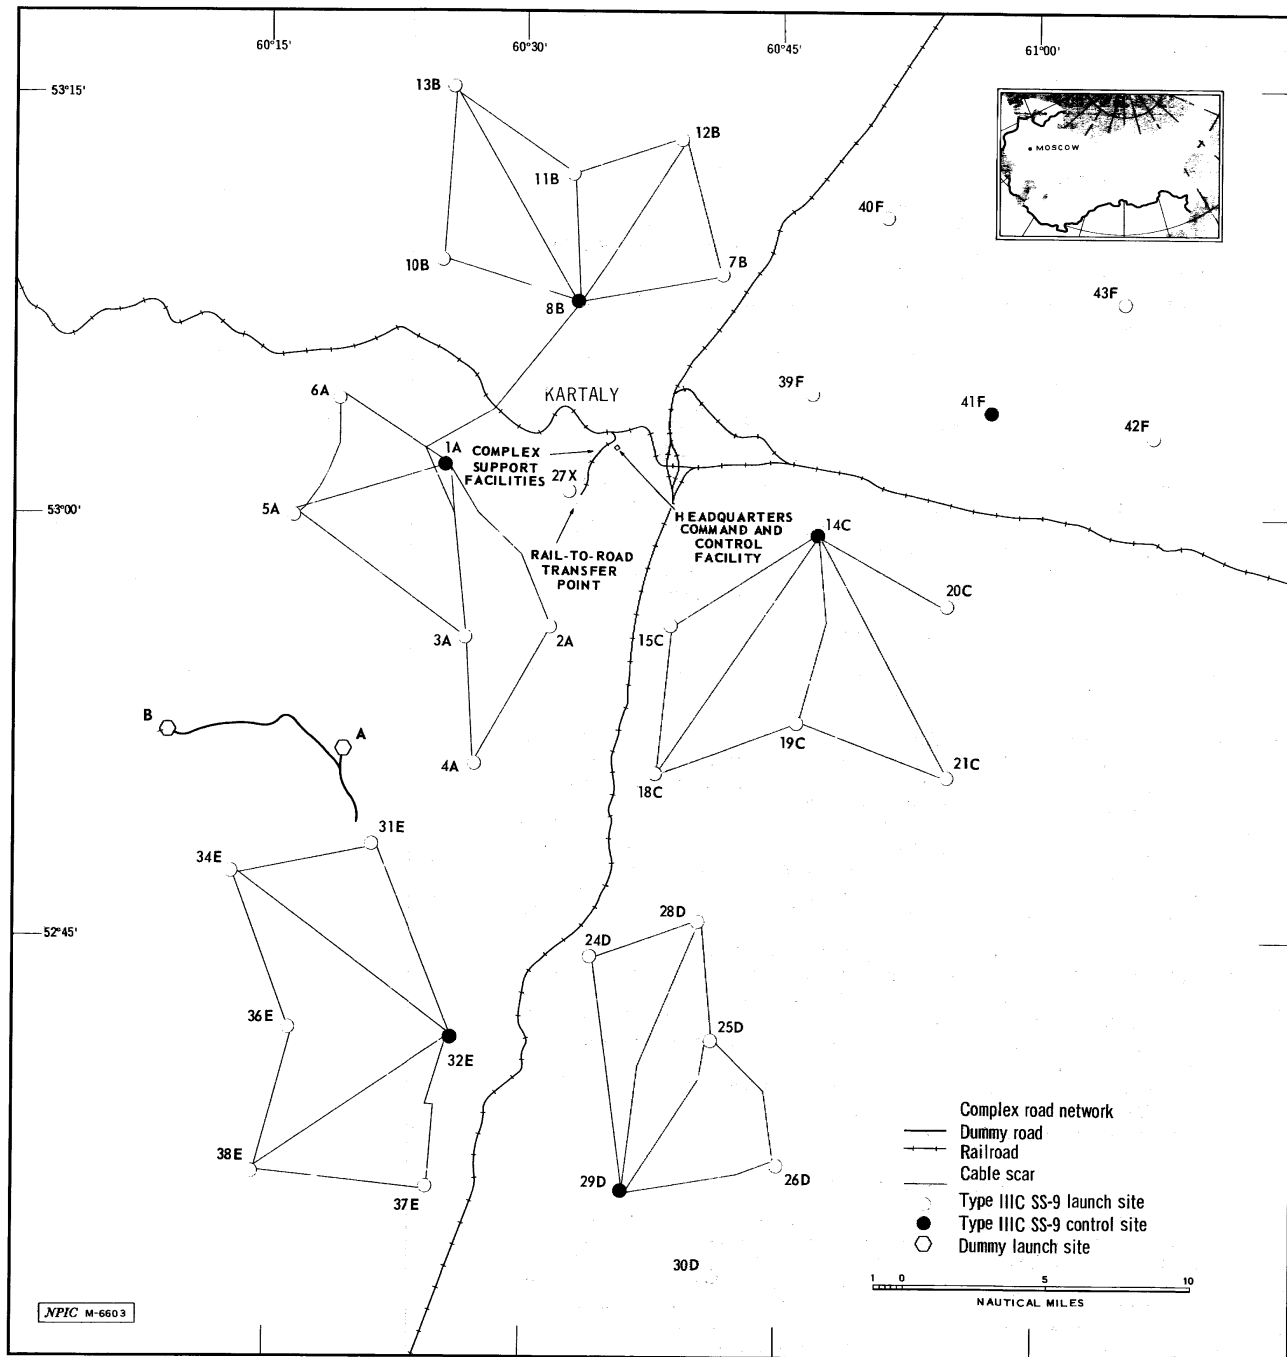 60°15'
60°30'
60°45'
61°00'
53°15'
13B
12B
11B
MOSCOW
40F
10B
7B
8B
43F
6A
KARTALY
39F
41F
42F
1A
COMPLEX
SUPPORT
FACILITIES
27X
53°00'
5A
HEADQUARTERS
COMMAND AND
CONTROL
FACILITY
14C
RAIL-TO-ROAD
TRANSFER
POINT
20C
3A
2A
15C
B
A
19C
4A
18C
21C
31E
34E
28D
52°45'
24D
36E
25D
32E
Complex road network
Dummy road
Railroad
Cable scar
38E
29D
26D
37E
Type IIIC SS-9 launch site
Type IIIC SS-9 control site
Dummy launch site
30D
1 0 5 10
NAUTICAL MILES
NPIC M-6603